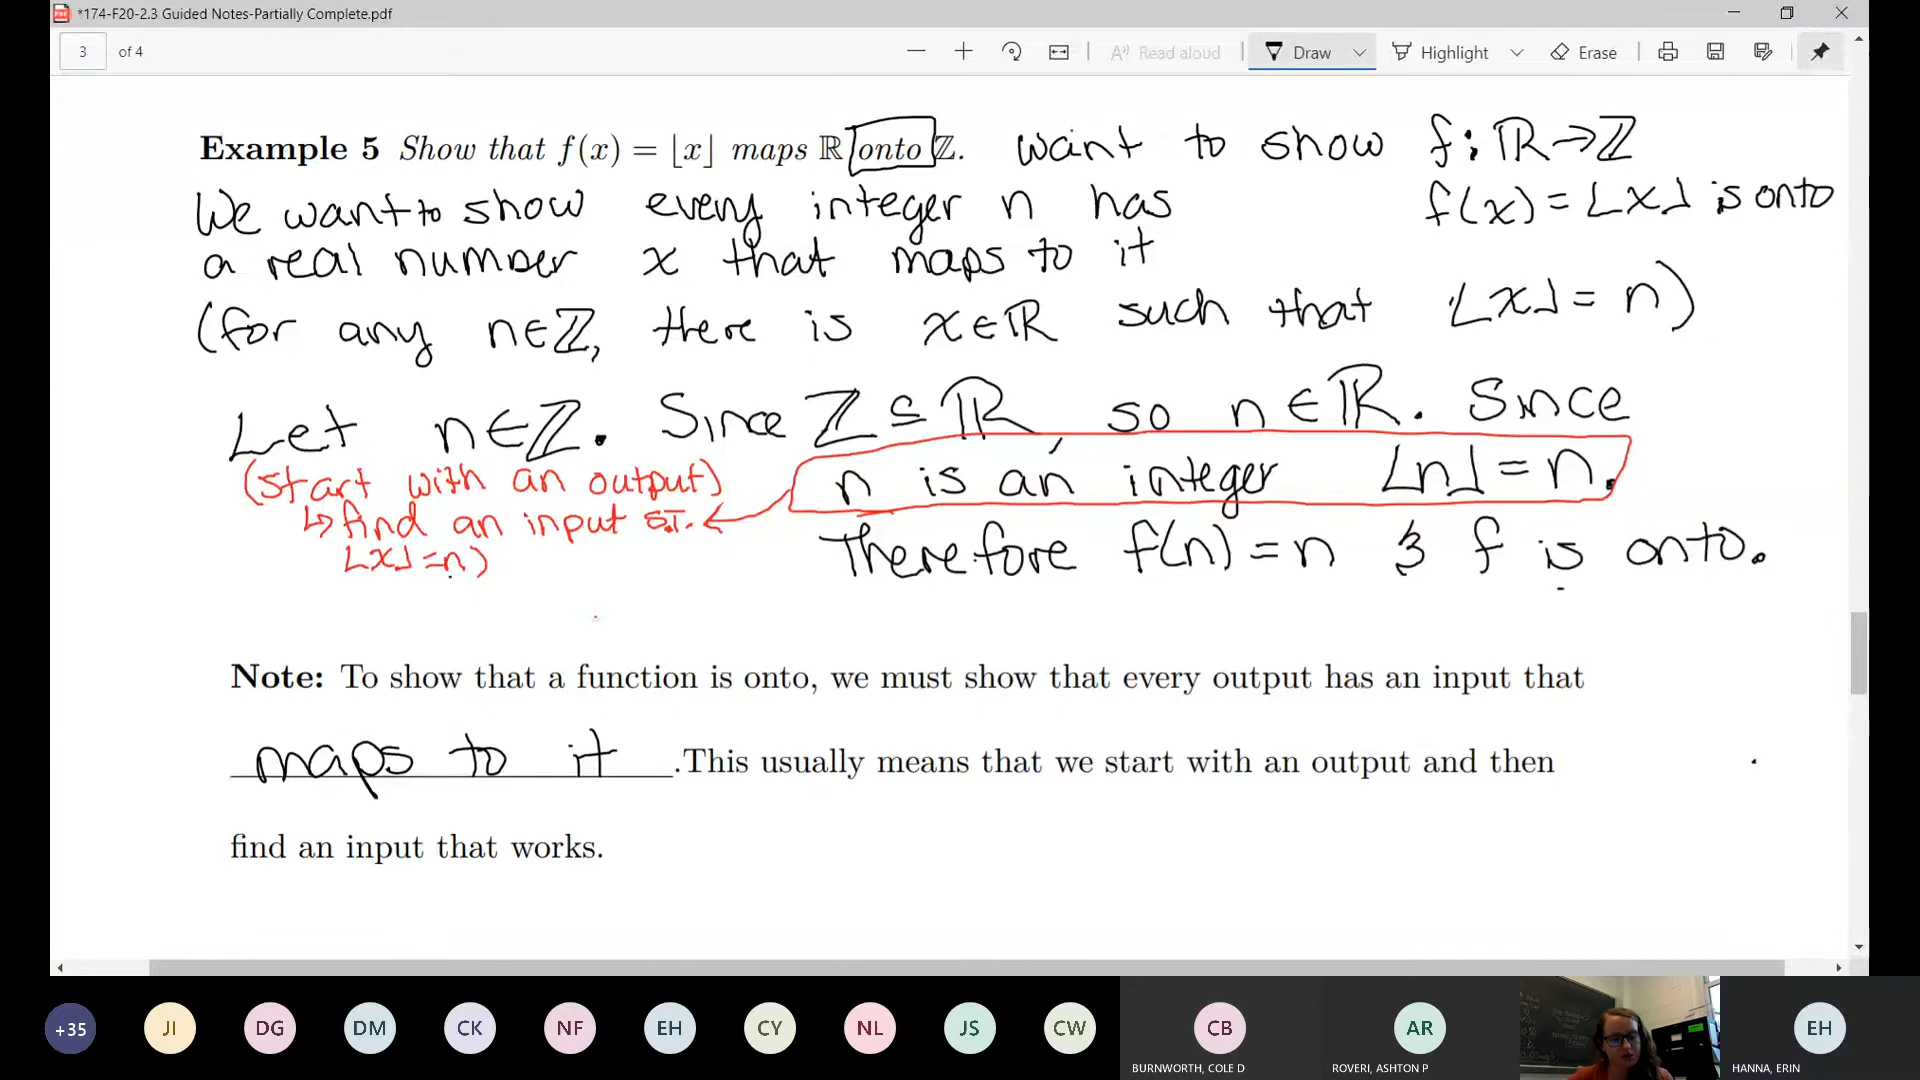 *174-F20-2.3 Guided Notes-Partially Complete.pdf
3 of 4 Read aloud Draw Highlight Erase
Example 5 Show that f(x) = ⌊x⌋ maps ℝ onto ℤ. want to show f: ℝ→ℤ
f(x) = ⌊x⌋ is onto
We want to show every integer n has
a real number x that maps to it
(for any n∈ℤ, there is x∈ℝ such that ⌊x⌋ = n)
Let n∈ℤ. Since ℤ ⊆ ℝ, so n∈ℝ. Since
n is an integer ⌊n⌋ = n.
(start with an output)
↳ find an input s.t.
⌊x⌋ = n)
Therefore f(n) = n & f is onto.
Note: To show that a function is onto, we must show that every output has an input that
maps to it. This usually means that we start with an output and then
find an input that works.
+35 JI DG DM CK NF EH CY NL JS CW CB AR EH
BURNWORTH, COLE D ROVERI, ASHTON P HANNA, ERIN